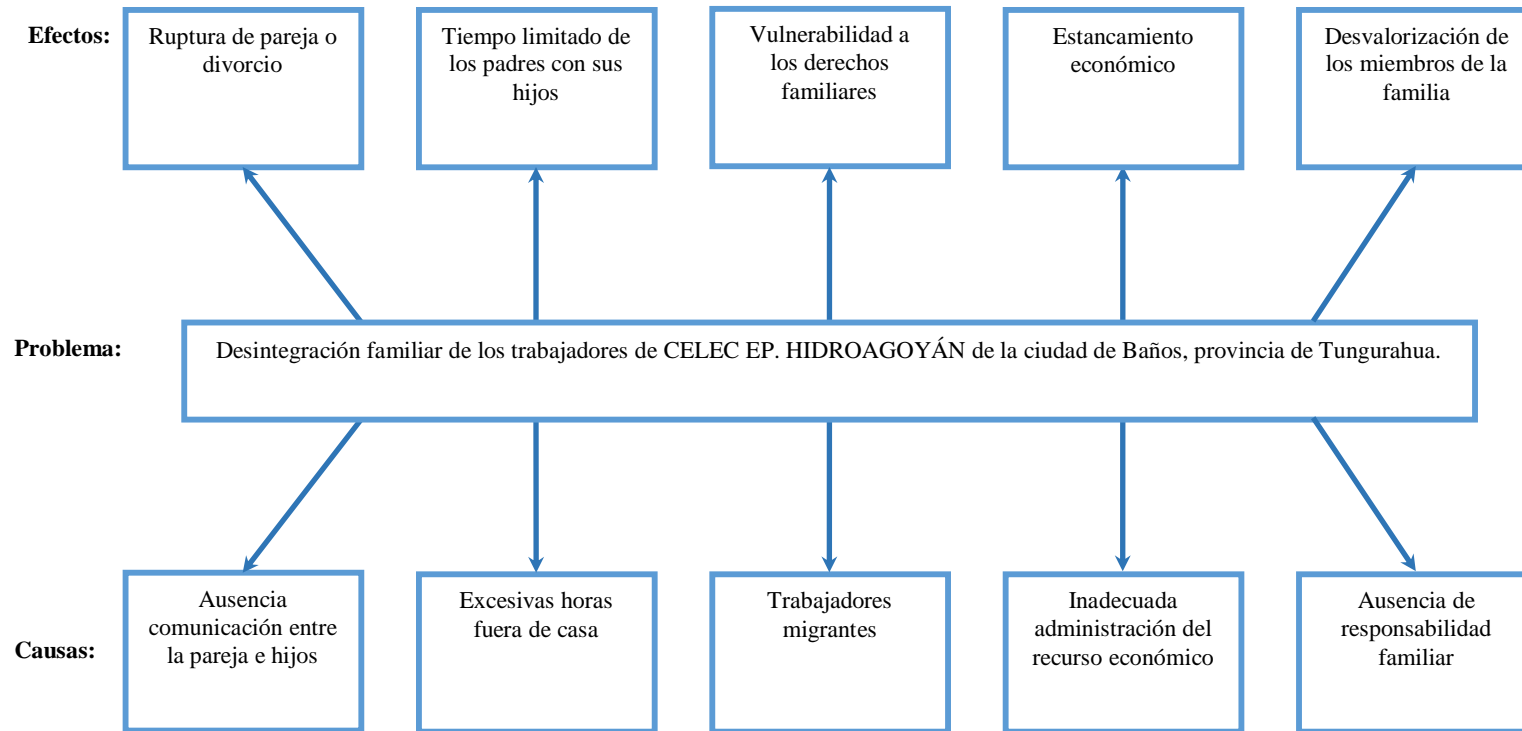 Efectos:
Ruptura de pareja o
divorcio
Tiempo limitado de
los padres con sus
hijos
Vulnerabilidad a
los derechos
familiares
Estancamiento
económico
Desvalorización de
los miembros de la
familia
Problema:
Desintegración familiar de los trabajadores de CELEC EP. HIDROAGOYÁN de la ciudad de Baños, provincia de Tungurahua.
Causas:
Ausencia
comunicación entre
la pareja e hijos
Excesivas horas
fuera de casa
Trabajadores
migrantes
Inadecuada
administración del
recurso económico
Ausencia de
responsabilidad
familiar